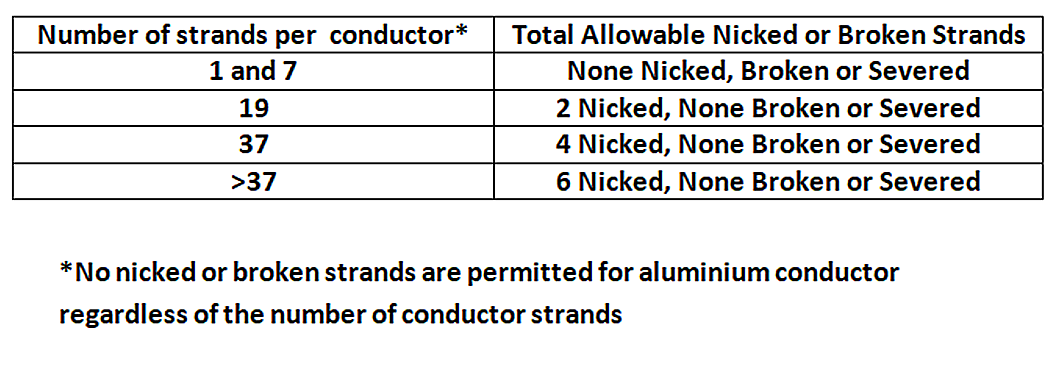 Number of strands per conductor* Total Allowable Nicked or Broken Strands
1 and 7 None Nicked, Broken or Severed
19 2 Nicked, None Broken or Severed
37 4 Nicked, None Broken or Severed
>37 6 Nicked, None Broken or Severed
*No nicked or broken strands are permitted for aluminium conductor
regardless of the number of conductor strands